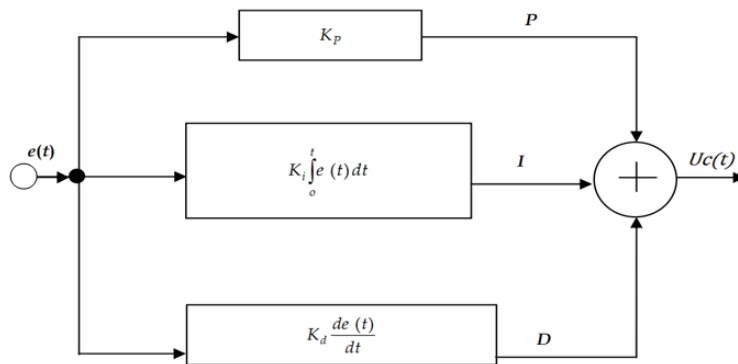 P
K_P
e(t)
K_i ∫_o^t e (t) dt
I
Uc(t)
+
K_d de (t)/dt
D